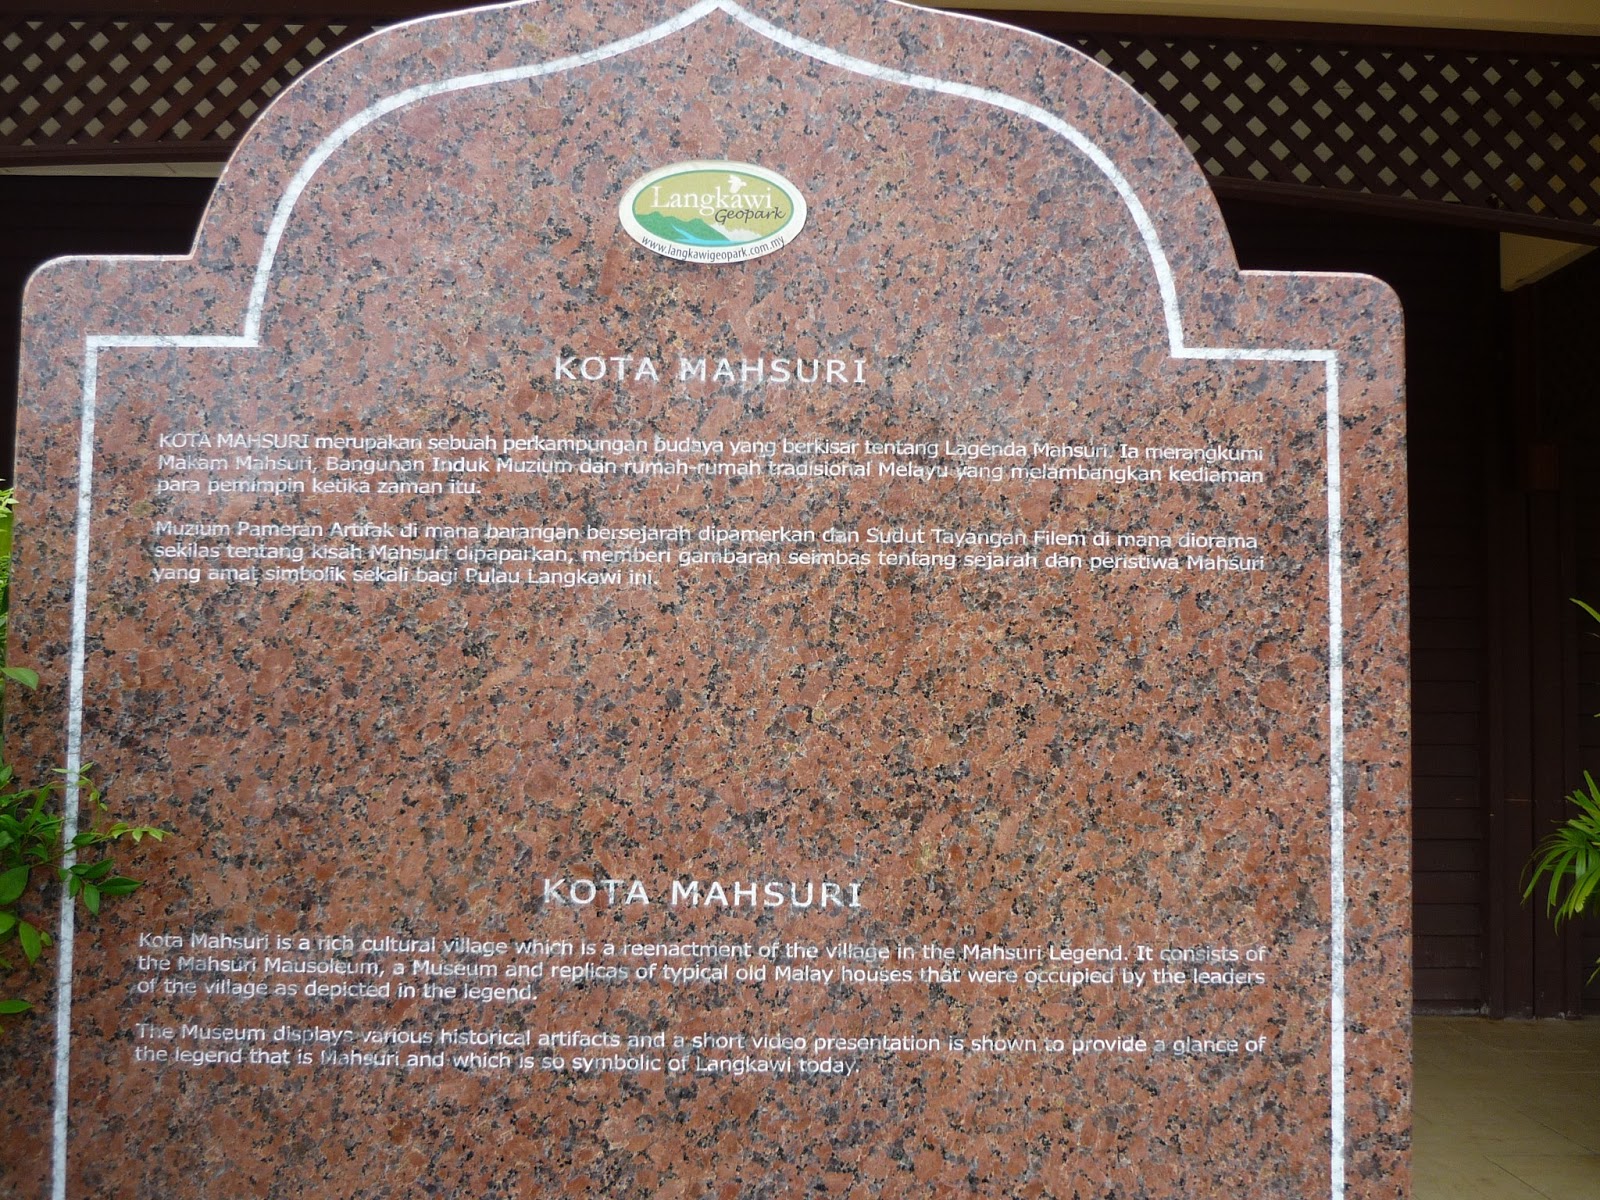 Langkawi
Geopark
www.langkawigeopark.com.my
KOTA MAHSURI
KOTA MAHSURI merupakan sebuah perkampungan budaya yang berkisar tentang Lagenda Mahsuri. Ia merangkumi
Makam Mahsuri, Bangunan Induk Muzium dan rumah-rumah tradisional Melayu yang melambangkan kediaman
para pemimpin ketika zaman itu.
Muzium Pameran Artifak di mana barangan bersejarah dipamerkan dan Sudut Tayangan Filem di mana diorama
sekilas tentang kisah Mahsuri dipaparkan, memberi gambaran seimbas tentang sejarah dan peristiwa Mahsuri
yang amat simbolik sekali bagi Pulau Langkawi ini.
KOTA MAHSURI
Kota Mahsuri is a rich cultural village which is a reenactment of the village in the Mahsuri Legend. It consists of
the Mahsuri Mausoleum, a Museum and replicas of typical old Malay houses that were occupied by the leaders
of the village as depicted in the legend.
The Museum displays various historical artifacts and a short video presentation is shown to provide a glance of
the legend that is Mahsuri and which is so symbolic of Langkawi today.